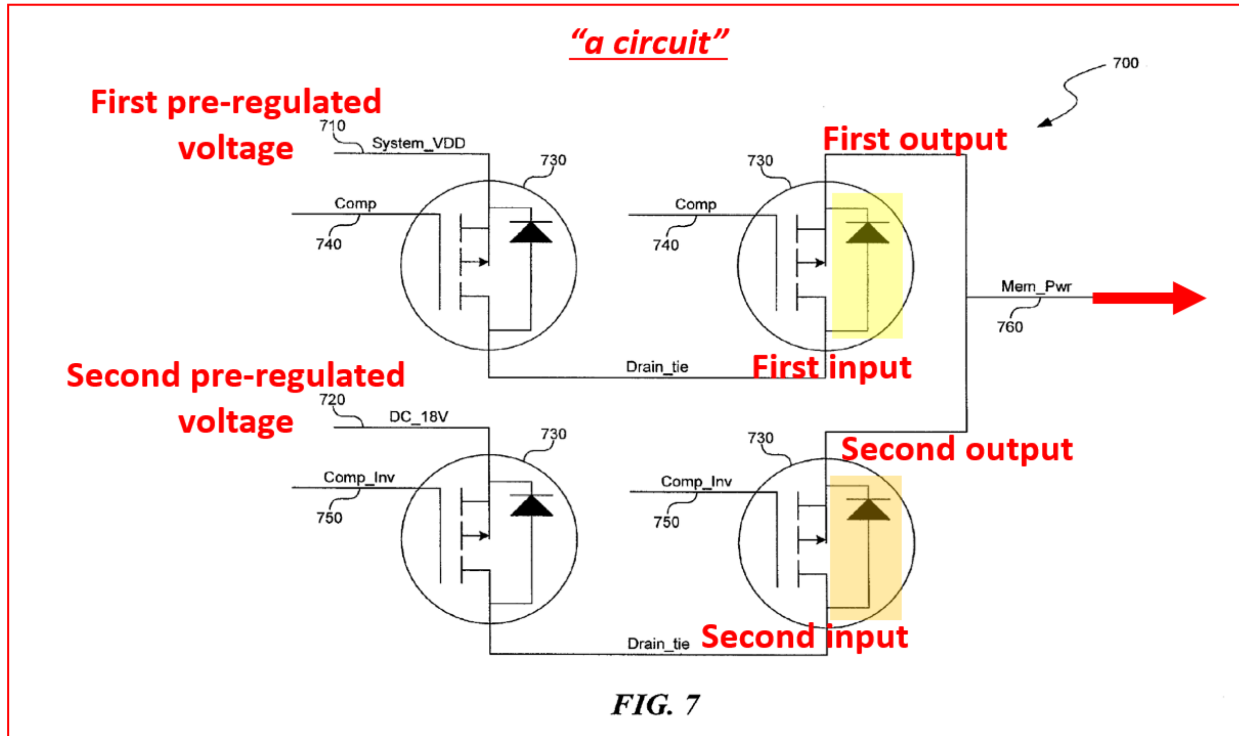 “a circuit”
700
First pre-regulated
voltage
710
System_VDD
First output
730
730
Comp
740
Comp
740
Mem_Pwr
760
Drain_tie
First input
Second pre-regulated
voltage
720
DC_18V
730
730
Second output
Comp_Inv
750
Comp_Inv
750
Drain_tie
Second input
FIG. 7